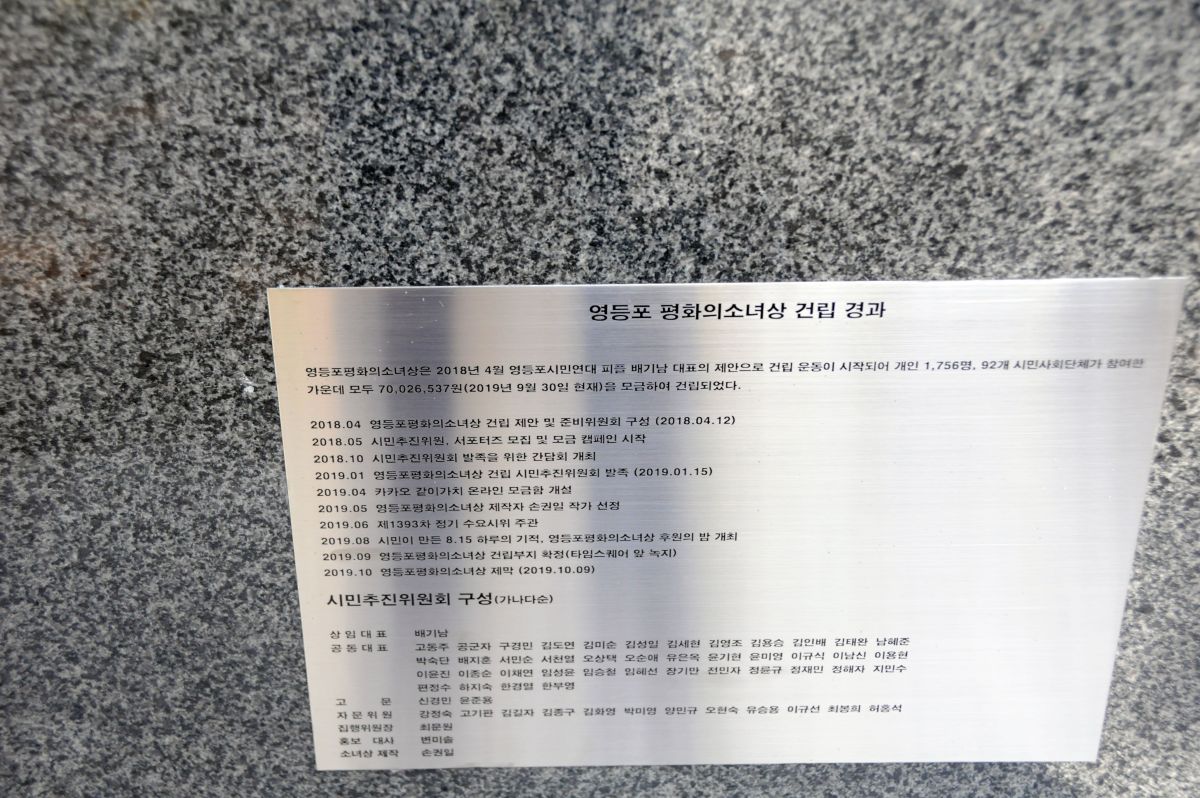 영등포 평화의소녀상 건립 경과
영등포평화의소녀상은 2018년 4월 영등포시민연대 피플 배기남 대표의 제안으로 건립 운동이 시작되어 개인 1,756명, 92개 시민사회단체가 참여한
가운데 모두 70,026,537원(2019년 9월 30일 현재)을 모금하여 건립되었다.
2018.04 영등포평화의소녀상 건립 제안 및 준비위원회 구성 (2018.04.12)
2018.05 시민추진위원, 서포터즈 모집 및 모금 캠페인 시작
2018.10 시민추진위원회 발족을 위한 간담회 개최
2019.01 영등포평화의소녀상 건립 시민추진위원회 발족 (2019.01.15)
2019.04 카카오 같이가치 온라인 모금함 개설
2019.05 영등포평화의소녀상 제작자 손권일 작가 선정
2019.06 제1393차 정기 수요시위 주관
2019.08 시민이 만든 8.15 하루의 기적, 영등포평화의소녀상 후원의 밤 개최
2019.09 영등포평화의소녀상 건립부지 확정(타임스퀘어 앞 녹지)
2019.10 영등포평화의소녀상 제막 (2019.10.09)
시민추진위원회 구성(가나다순)
상임대표 배기남
공동대표 고동주 공군자 구경민 김도연 김미순 김성일 김세현 김영조 김용승 김인배 김태완 남혜준
박숙단 배지훈 서민순 서천열 오상택 오순애 유은옥 윤기현 윤미영 이규식 이남신 이용현
이윤진 이종순 이채연 임성윤 임승철 임혜선 장기만 전민자 정륜규 정재민 정해자 지민수
편정수 하지숙 한경열 한부영
고 문 신경민 윤준용
자문위원 강정숙 고기판 김길자 김종구 김화영 박미영 양민규 오현숙 유승용 이규선 최봉희 허홍석
집행위원장 최문원
홍보 대사 변미솔
소녀상 제작 손권일